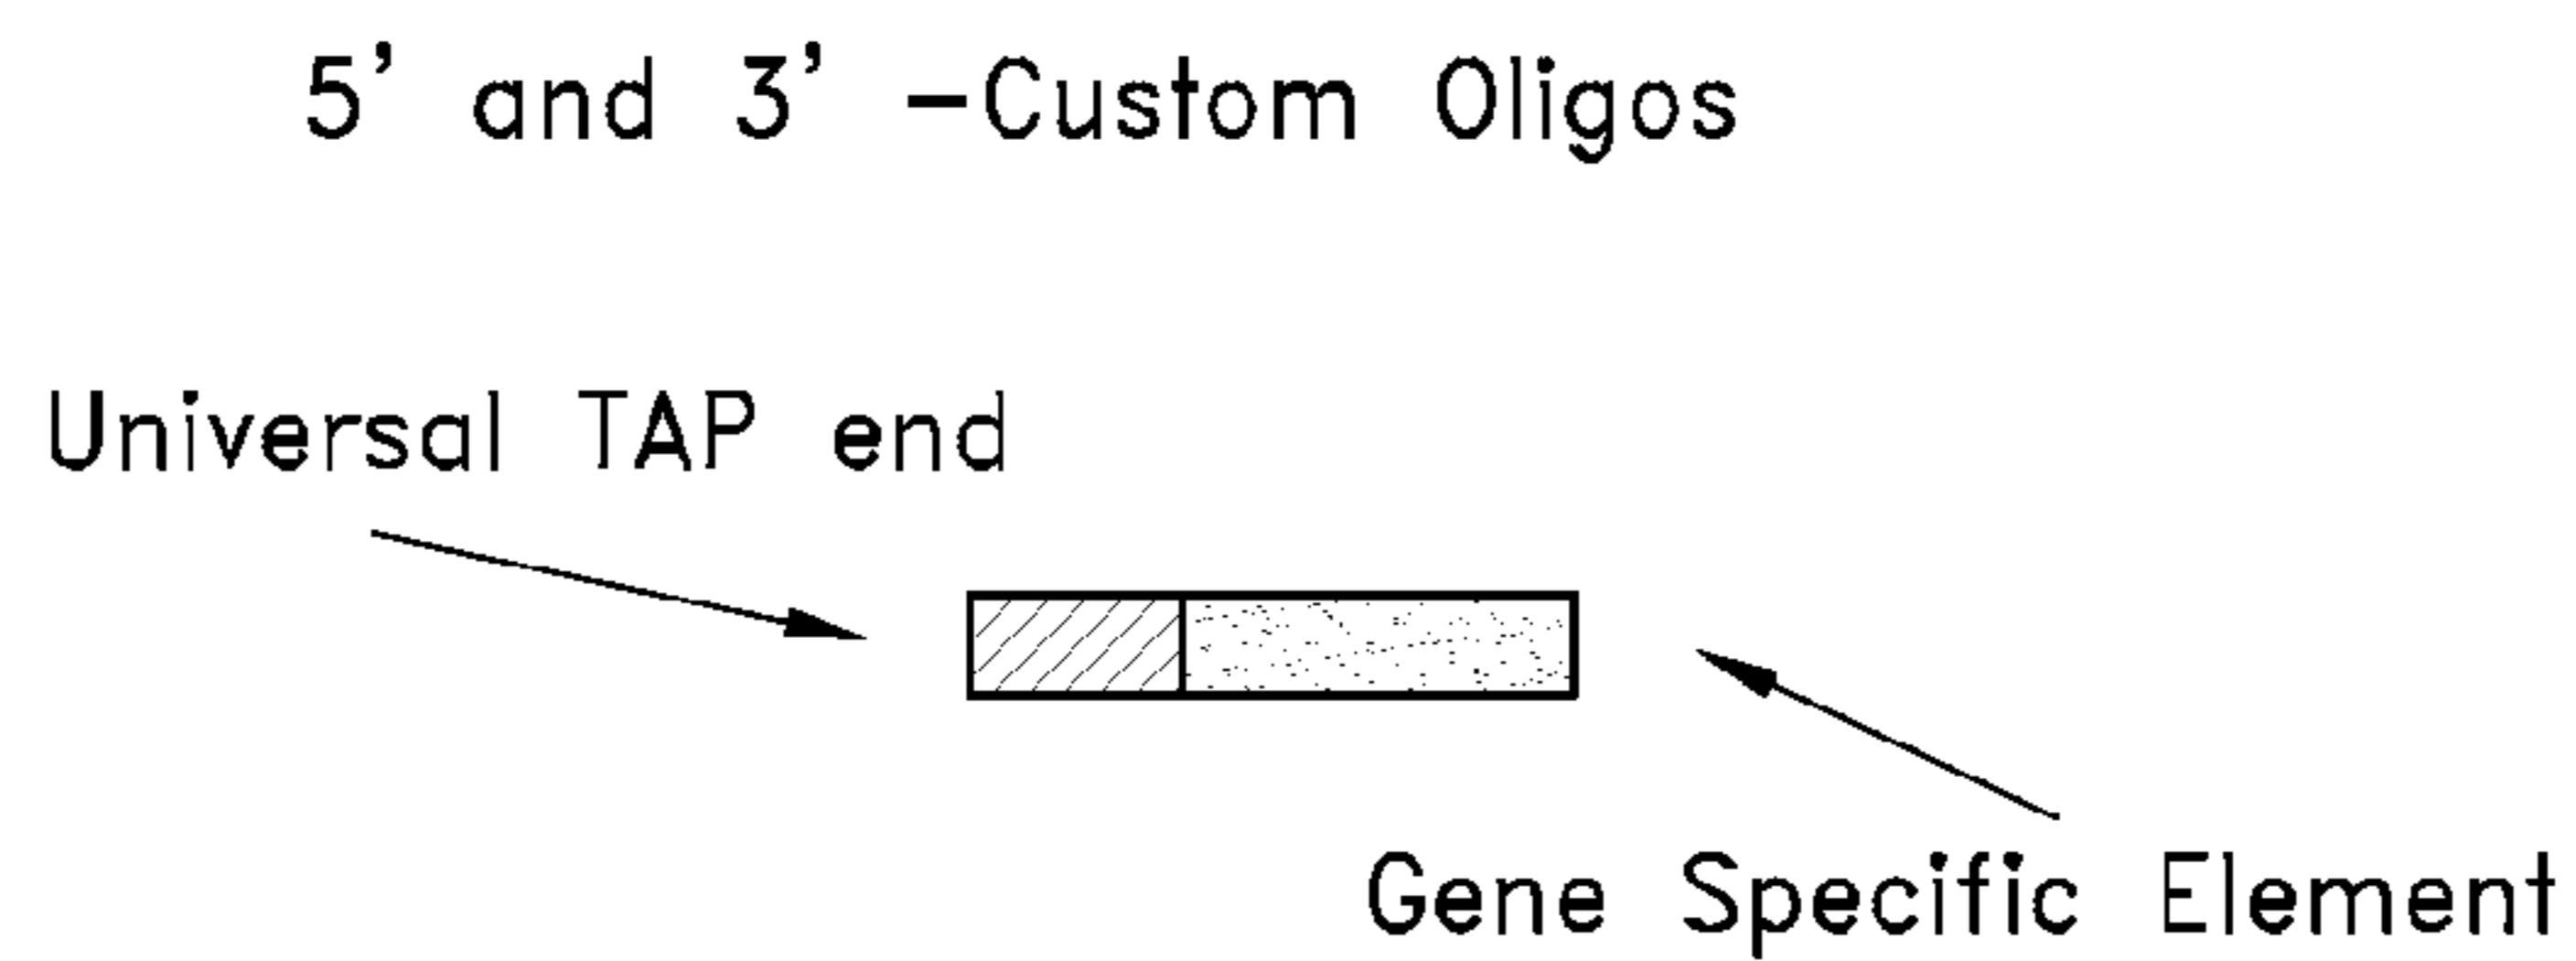 5' and 3' -Custom Oligos
Universal TAP end
Gene Specific Element